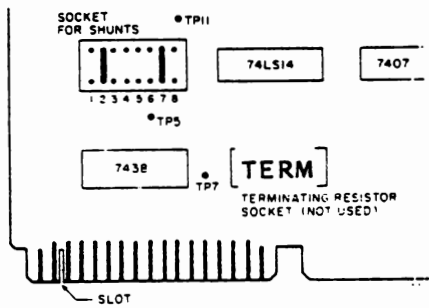 SOCKET
FOR SHUNTS
TP11
74LS14
7407
1 2 3 4 5 6 7 8
TP5
7438
TP7
TERM
TERMINATING RESISTOR
SOCKET (NOT USED)
SLOT